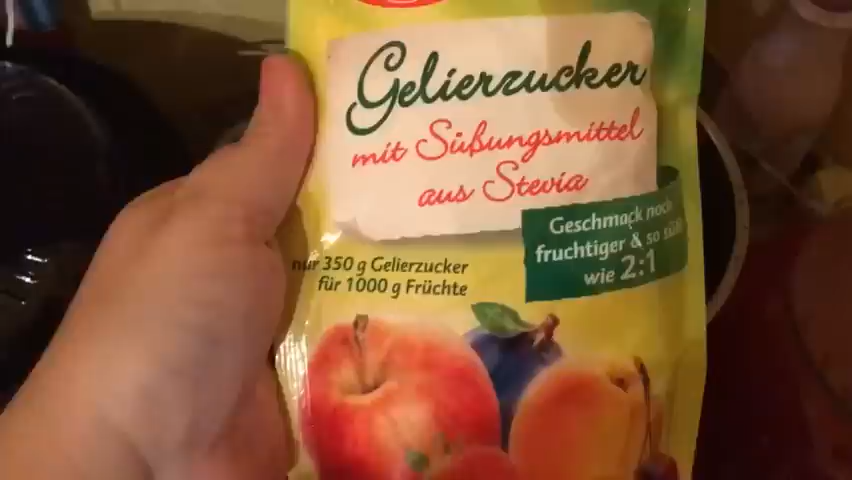 Gelierzucker
mit Süßungsmittel
aus Stevia
Geschmack noch
fruchtiger & so süß
wie 2:1
nur 350 g Gelierzucker
für 1000 g Früchte